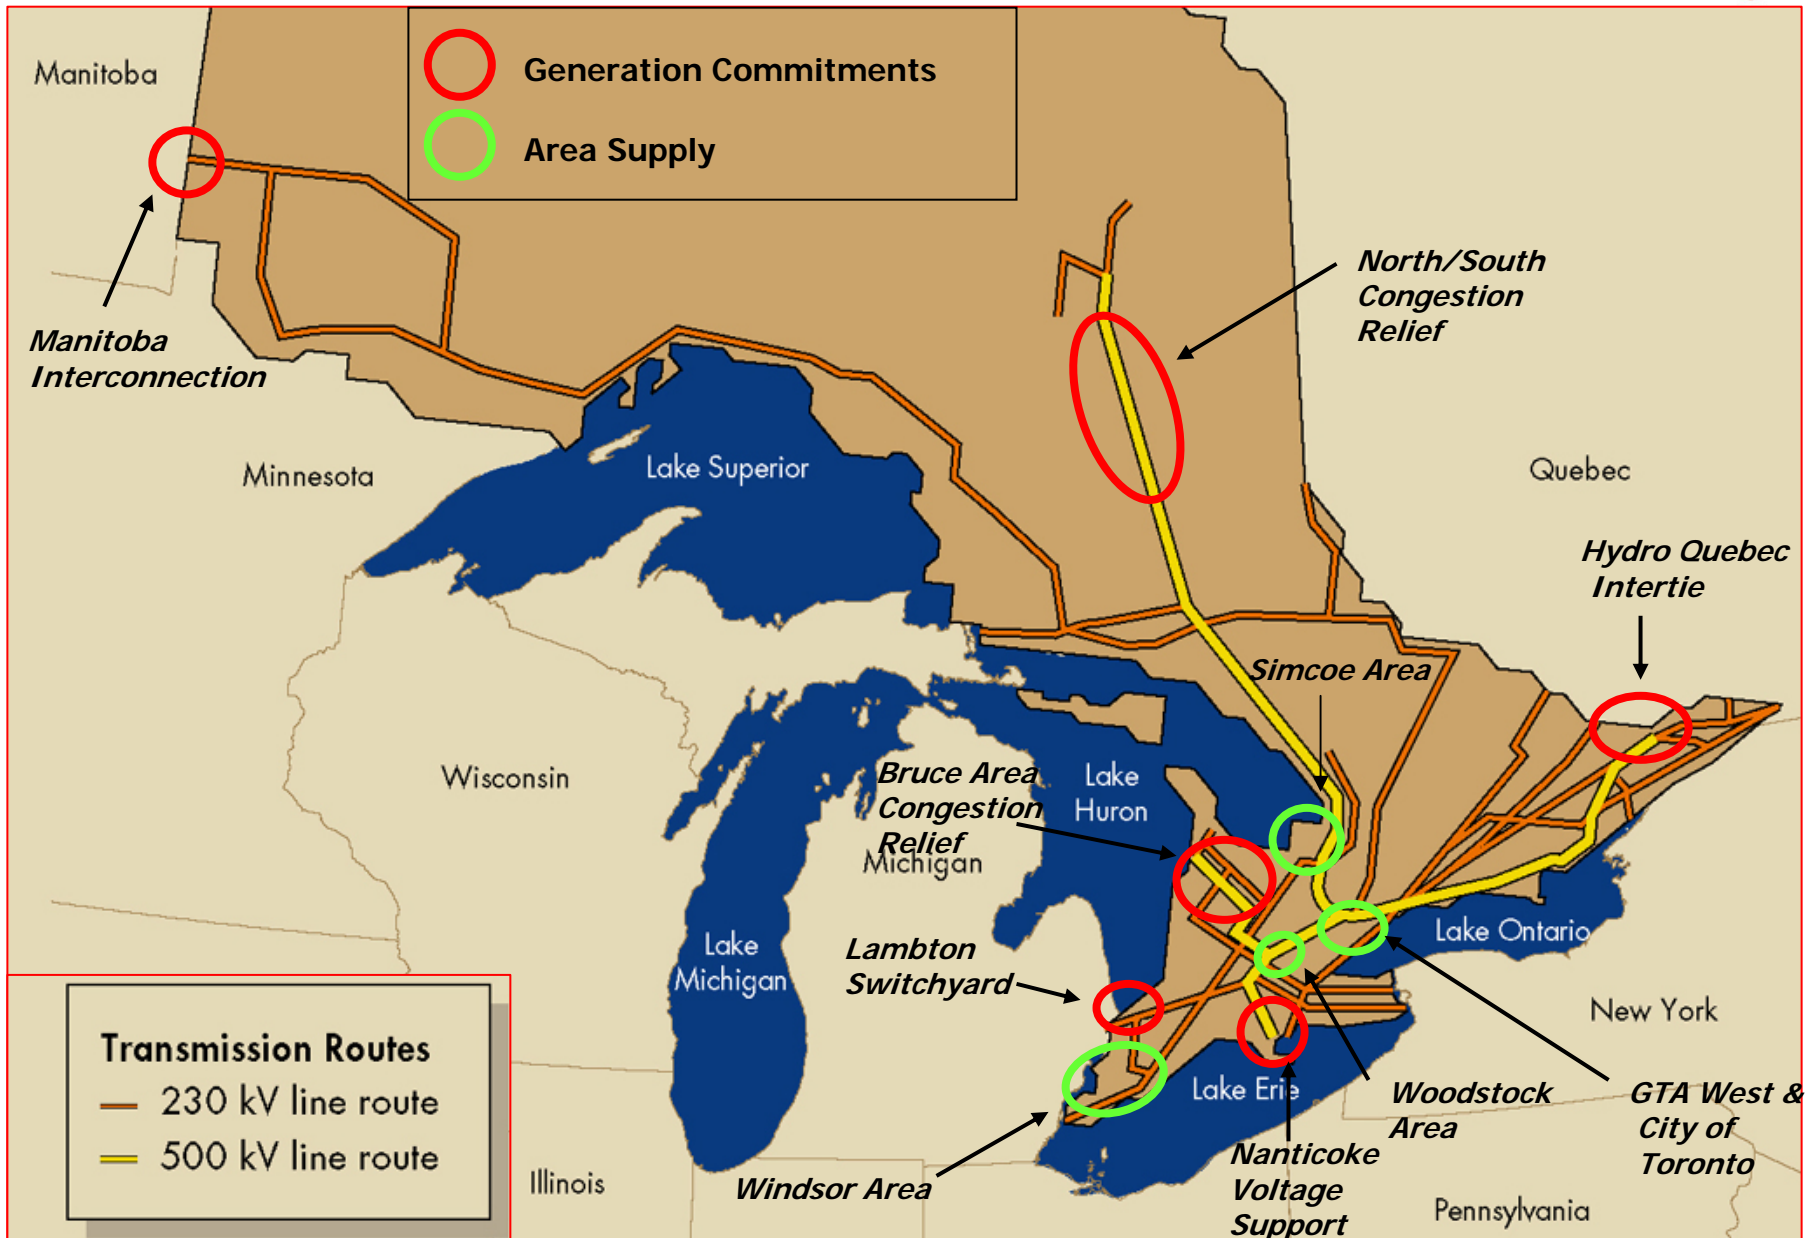 Manitoba
Generation Commitments
Area Supply
North/South
Congestion
Relief
Manitoba
Interconnection
Minnesota
Lake Superior
Quebec
Hydro Quebec
Intertie
Simcoe Area
Wisconsin
Bruce Area
Congestion
Relief
Lake
Huron
Michigan
Lake
Michigan
Lambton
Switchyard
Lake Ontario
New York
Transmission Routes
230 kV line route
500 kV line route
Lake Erie
Woodstock
Area
GTA West &
City of
Toronto
Illinois
Windsor Area
Nanticoke
Voltage
Support
Pennsylvania